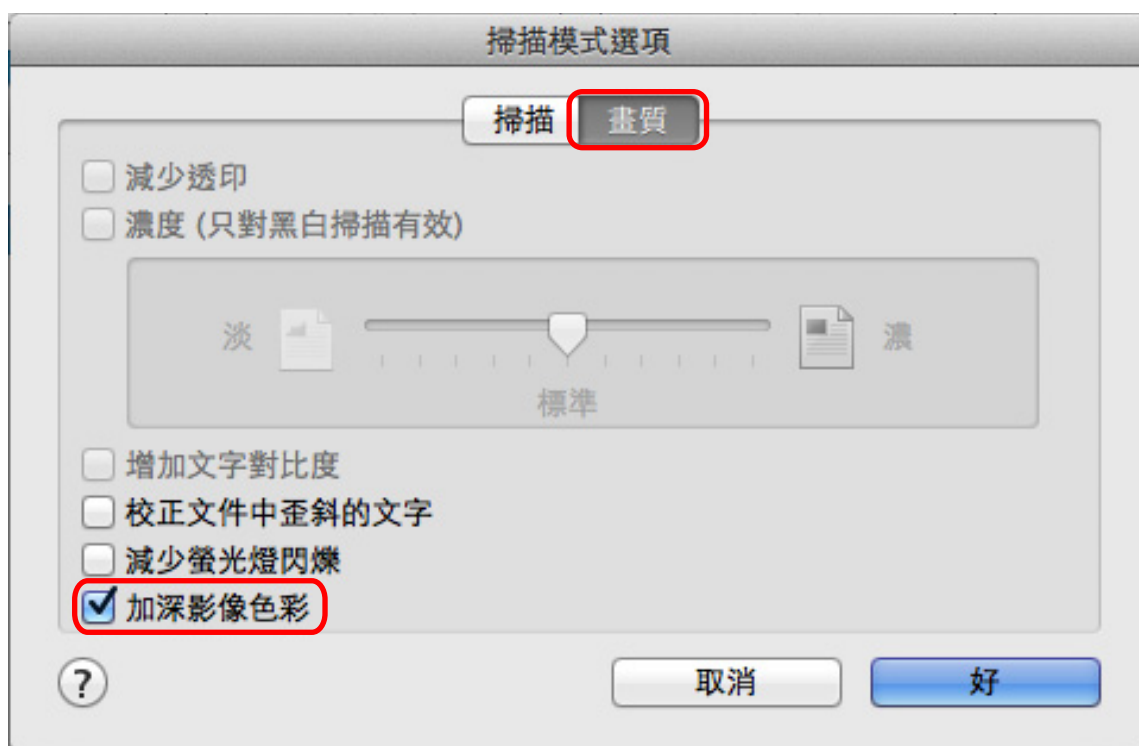 掃描模式選項
掃描 畫質
減少透印
濃度 (只對黑白掃描有效)
淡 濃
標準
增加文字對比度
校正文件中歪斜的文字
減少螢光燈閃爍
加深影像色彩
? 取消 好